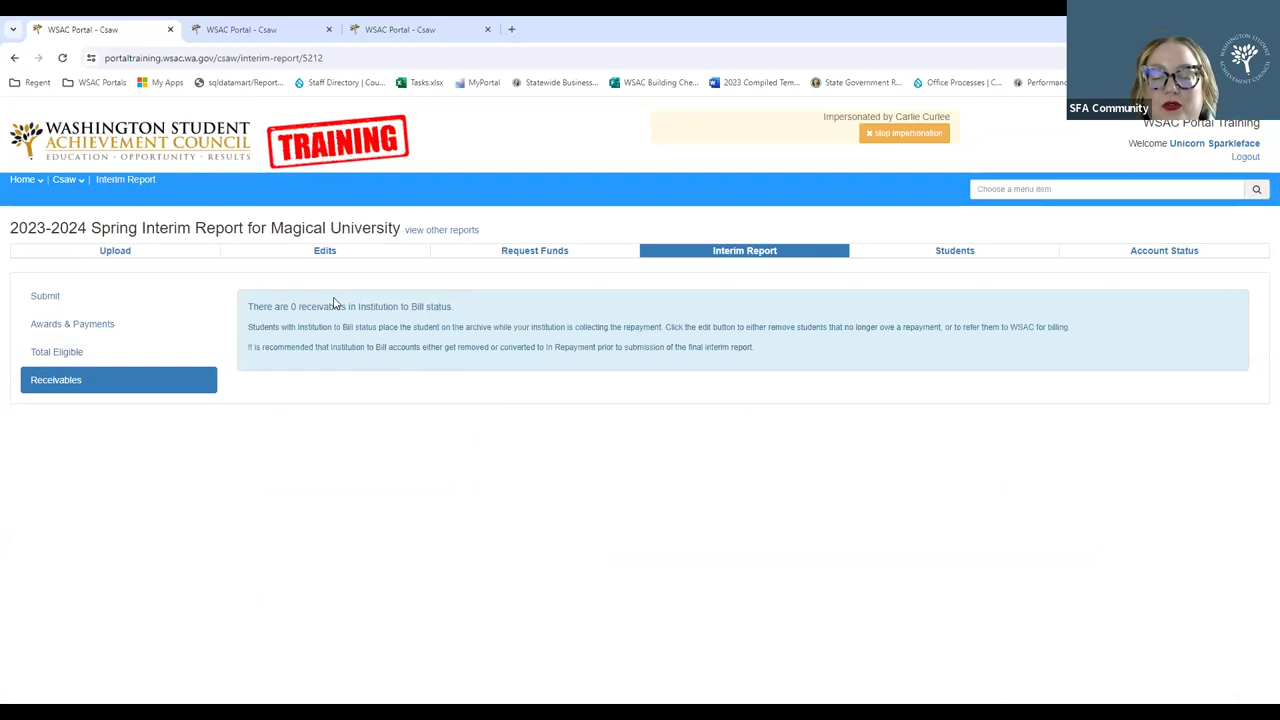 WSAC Portal - Csaw
WSAC Portal - Csaw
WSAC Portal - Csaw
portaltraining.wsac.wa.gov/csaw/interim-report/5212
Regent
WSAC Portals
My Apps
sqldatamart/Report...
Staff Directory | Cou...
Tasks.xlsx
MyPortal
Statewide Business...
WSAC Building Che...
2023 Compiled Tem...
State Government R...
Office Processes | C...
Performanc
SFA Community
WASHINGTON STUDENT ACHIEVEMENT COUNCIL
WASHINGTON STUDENT
ACHIEVEMENT COUNCIL
EDUCATION · OPPORTUNITY · RESULTS
TRAINING
Impersonated by Carlie Curlee
stop impersonation
WSAC Portal Training
Welcome Unicorn Sparkleface
Logout
Home | Csaw | Interim Report
Choose a menu item
2023-2024 Spring Interim Report for Magical University view other reports
Upload Edits Request Funds Interim Report Students Account Status
Submit
Awards & Payments
Total Eligible
Receivables
There are 0 receivables in Institution to Bill status.
Students with Institution to Bill status place the student on the archive while your institution is collecting the repayment. Click the edit button to either remove students that no longer owe a repayment, or to refer them to WSAC for billing.
It is recommended that Institution to Bill accounts either get removed or converted to In Repayment prior to submission of the final interim report.